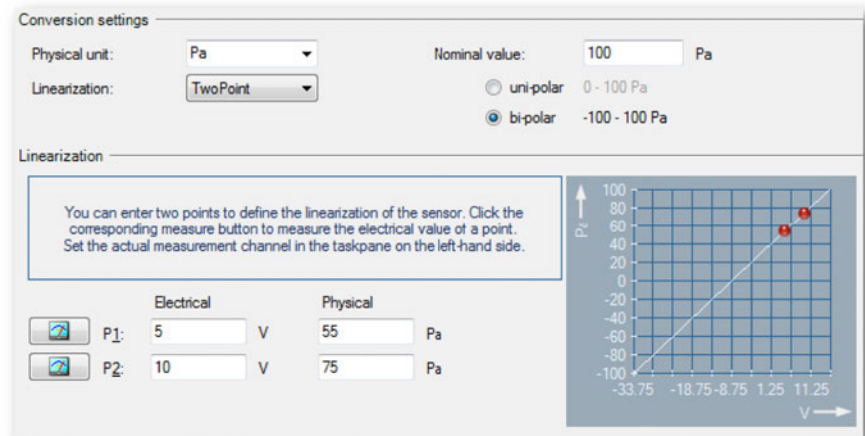 Conversion settings
Physical unit: Pa Nominal value: 100 Pa
Linearization: TwoPoint uni-polar 0 - 100 Pa
bi-polar -100 - 100 Pa
Linearization
You can enter two points to define the linearization of the sensor. Click the
corresponding measure button to measure the electrical value of a point.
Set the actual measurement channel in the taskpane on the left-hand side.
Electrical Physical
P1: 5 V 55 Pa
P2: 10 V 75 Pa
100
80
60
40
20
0
-20
-40
-60
-80
-100
-33.75 -18.75 -8.75 1.25 11.25
V